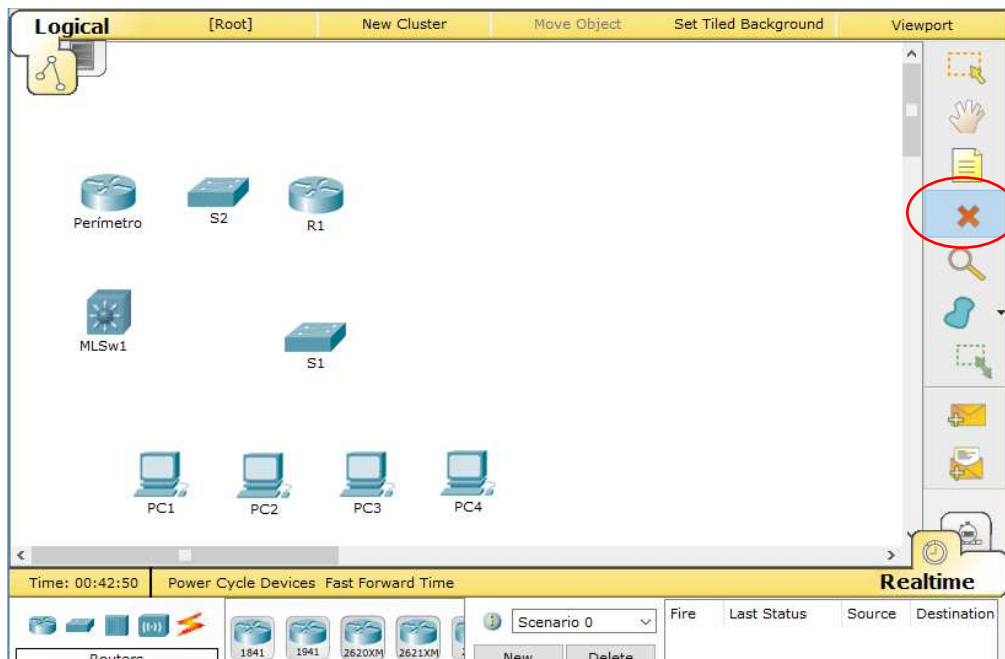 Logical [Root] New Cluster Move Object Set Tiled Background Viewport
Perímetro S2 R1
MLSw1
S1
PC1 PC2 PC3 PC4
Time: 00:42:50 Power Cycle Devices Fast Forward Time Realtime
Scenario 0 Fire Last Status Source Destination
1841 1941 2620XM 2621XM
Routers New Delete